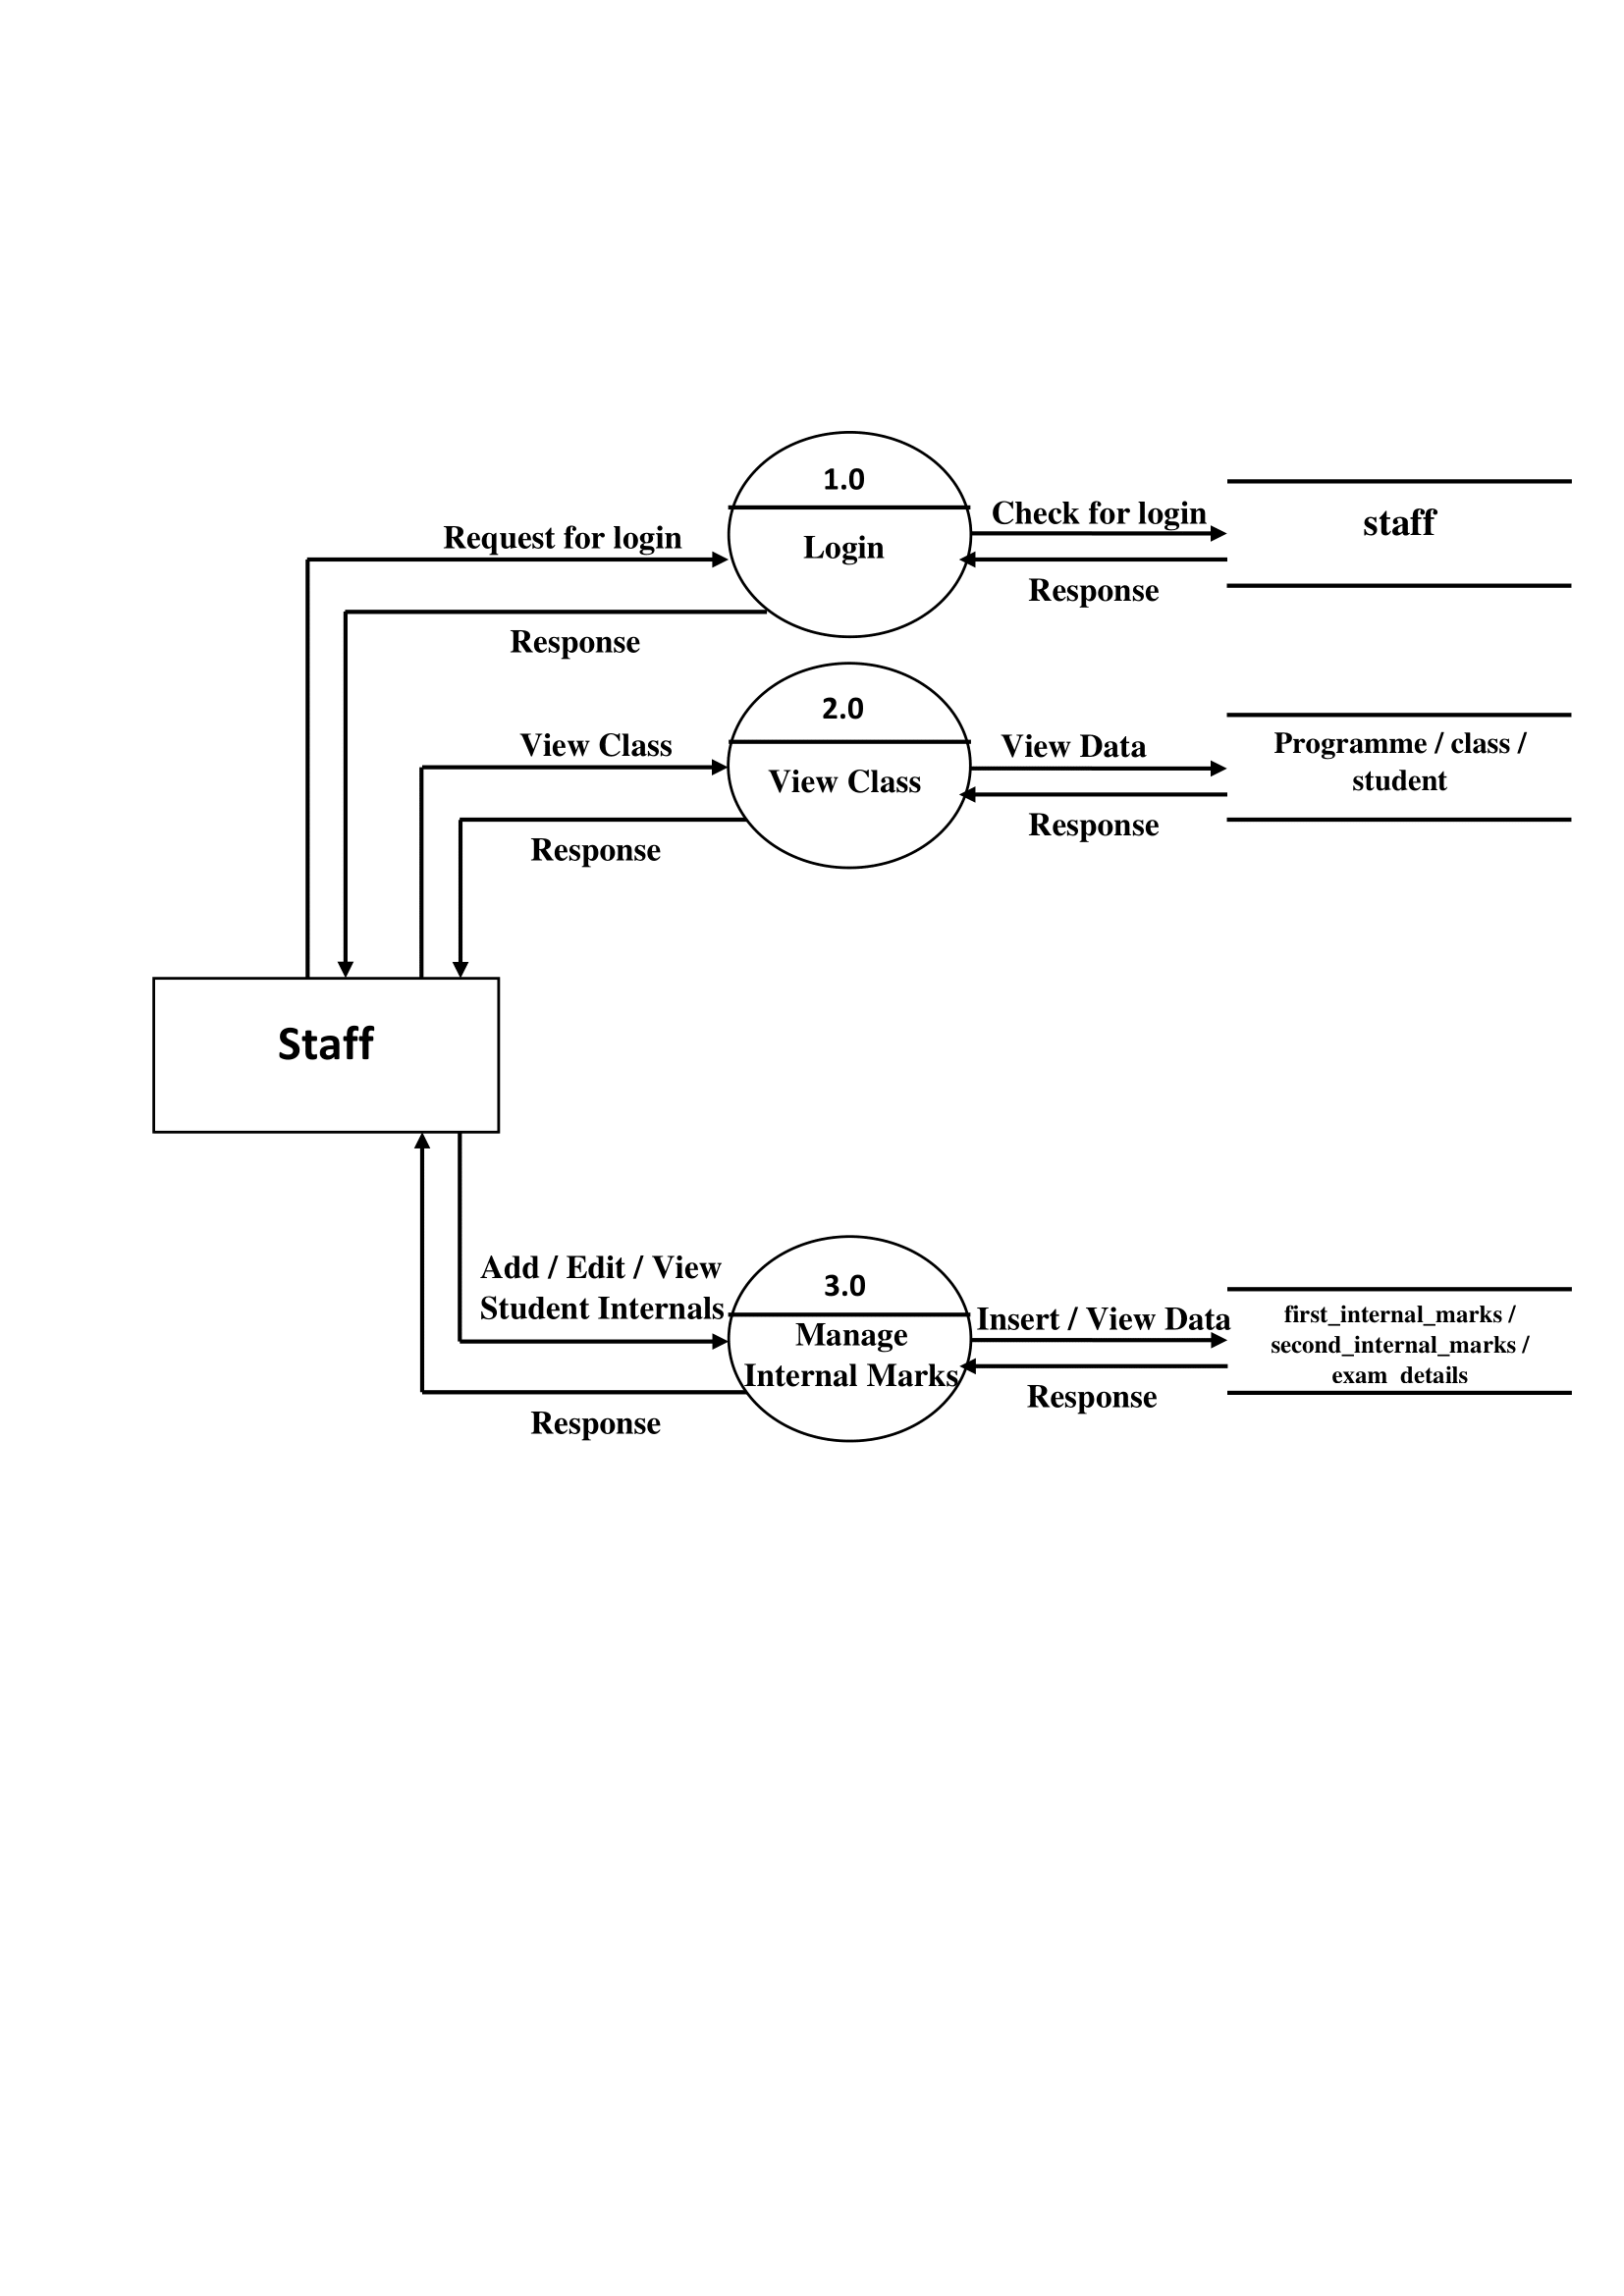 1.0
Login
Request for login
Response
Check for login
Response
staff
2.0
View Class
View Class
Response
View Data
Response
Programme / class /
student
Staff
Add / Edit / View
Student Internals
Response
3.0
Manage
Internal Marks
Insert / View Data
Response
first_internal_marks /
second_internal_marks /
exam details